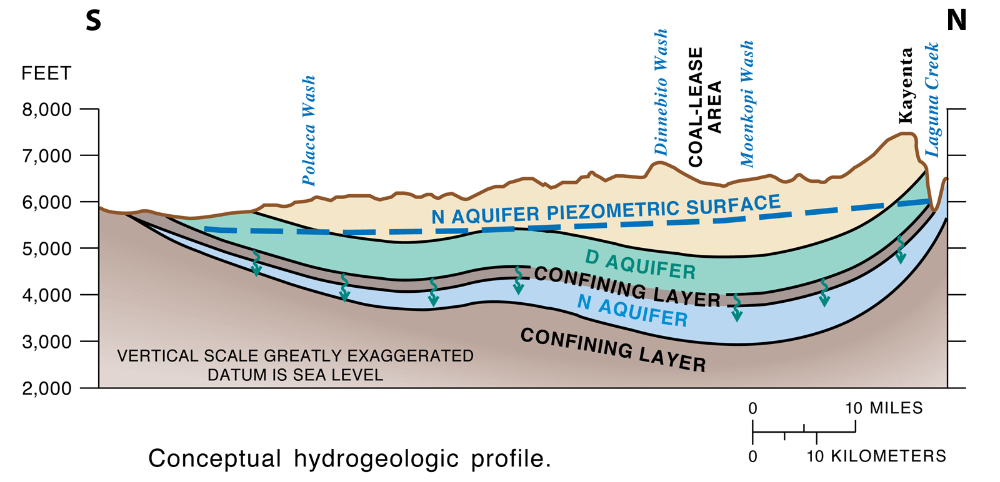 S
N
FEET
8,000
7,000
6,000
5,000
4,000
3,000
2,000
Polacca Wash
Dinnebito Wash
COAL-LEASE
AREA
Moenkopi Wash
Kayenta
Laguna Creek
N AQUIFER PIEZOMETRIC SURFACE
D AQUIFER
CONFINING LAYER
N AQUIFER
CONFINING LAYER
VERTICAL SCALE GREATLY EXAGGERATED
DATUM IS SEA LEVEL
0 10 MILES
0 10 KILOMETERS
Conceptual hydrogeologic profile.